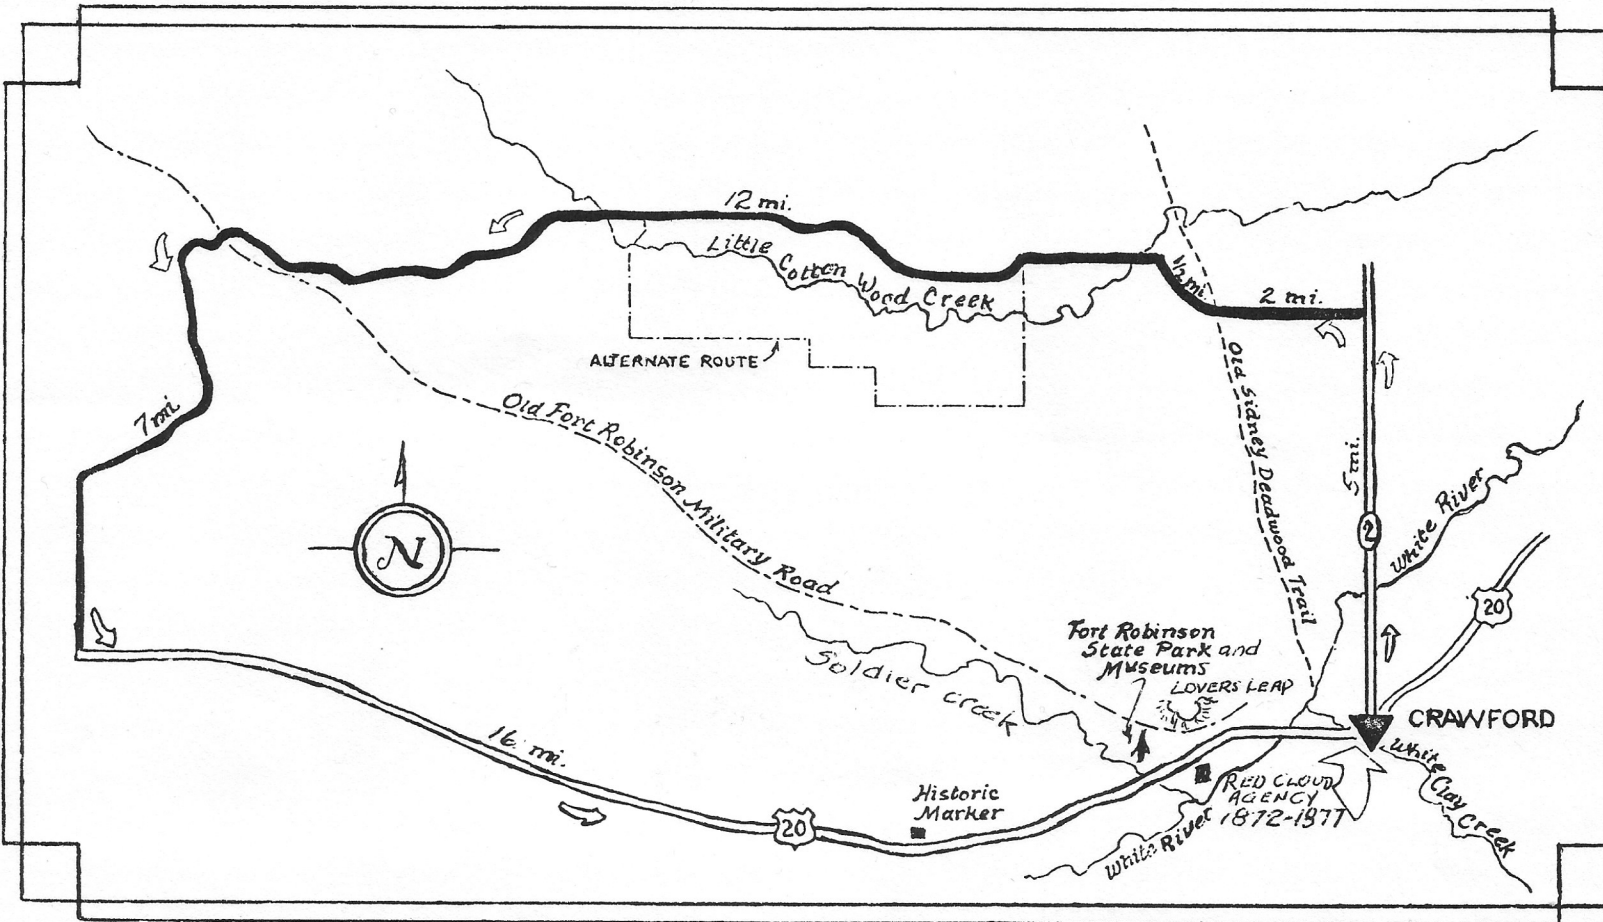 12 mi.
Little
Cotton
Wood Creek
1/2 mi.
2 mi.
ALTERNATE ROUTE
7 mi
Old Fort Robinson Military Road
Old Sidney Deadwood Trail
5 mi.
2
White River
N
20
Fort Robinson
State Park and
Museums
LOVERS LEAP
Soldier Creek
CRAWFORD
16 mi.
Historic
Marker
20
RED CLOUD
AGENCY
1872-1877
White River
White Clay Creek